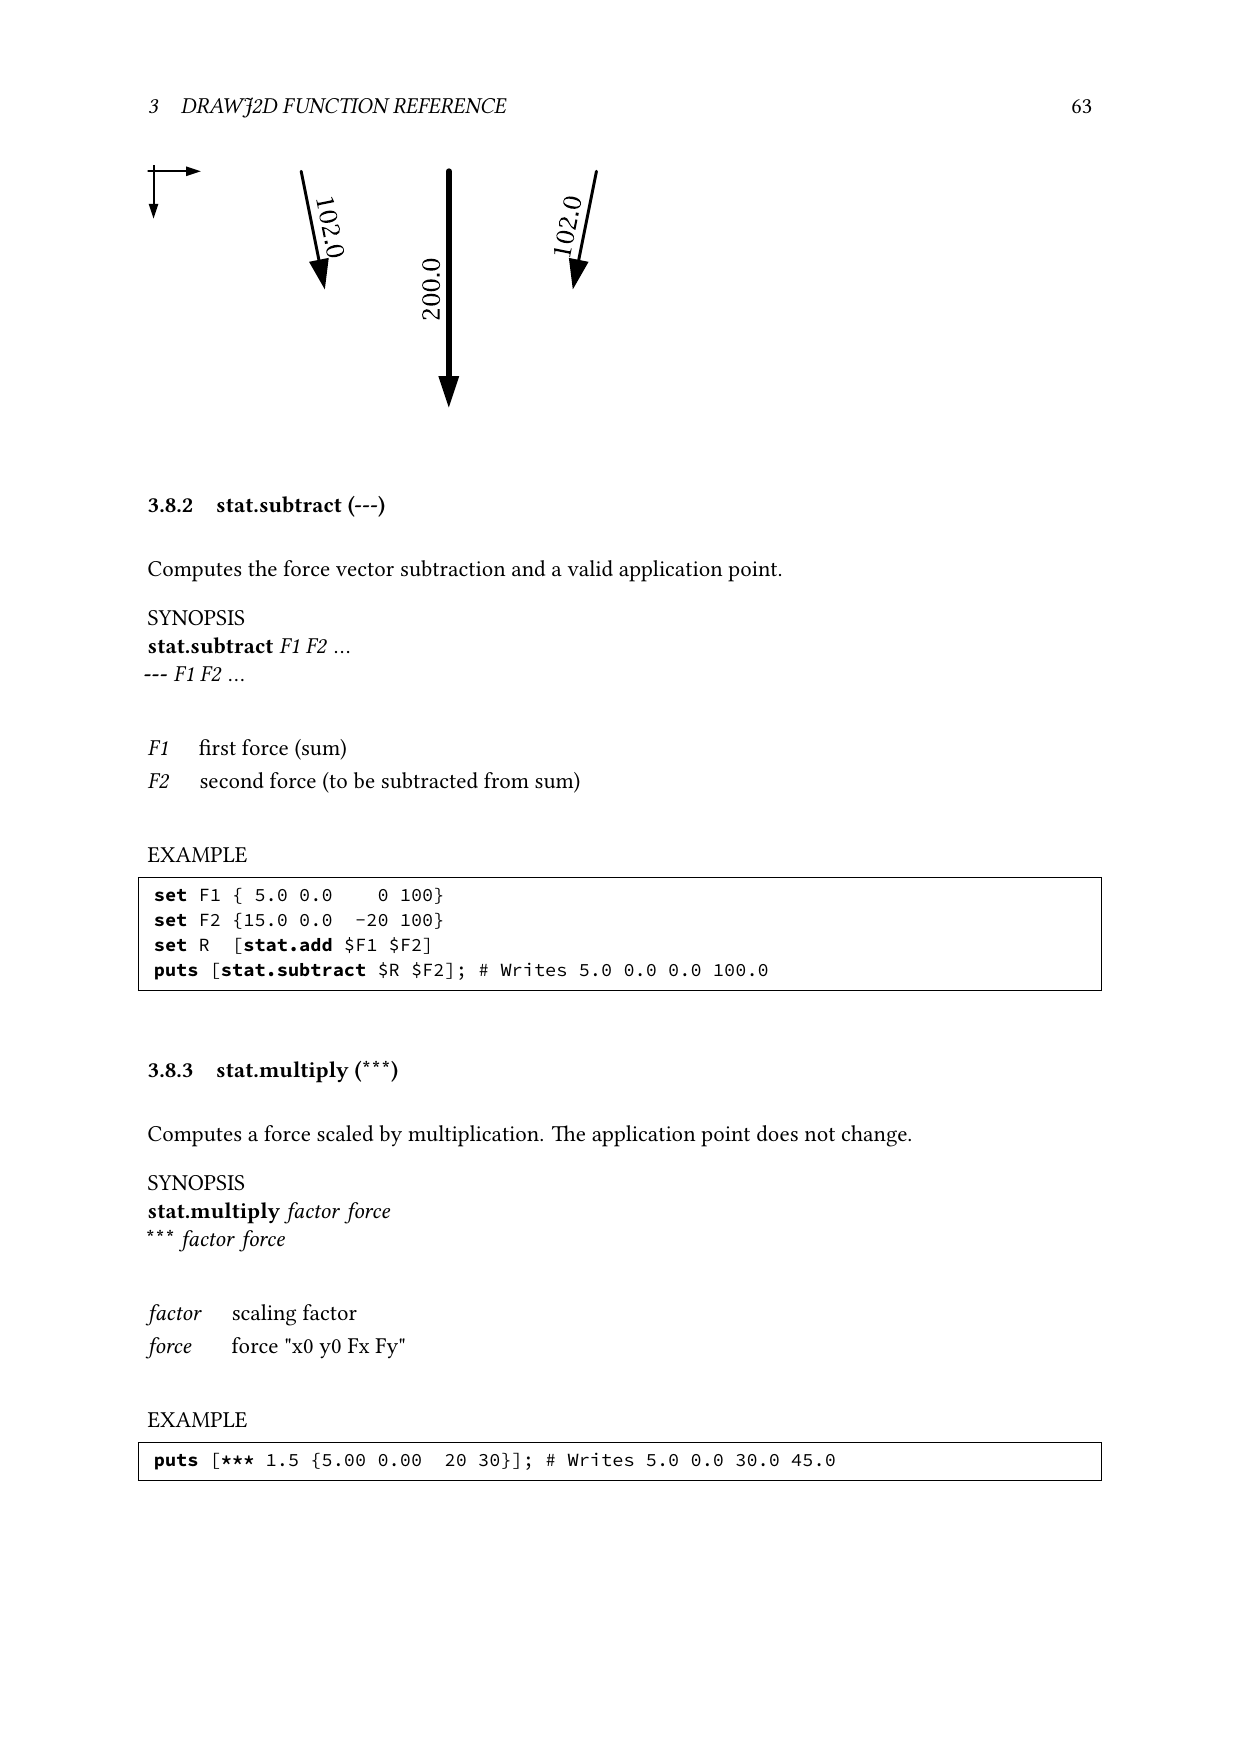 3 DRAWJ2D FUNCTION REFERENCE 63
102.0
200.0
102.0
3.8.2 stat.subtract (---)
Computes the force vector subtraction and a valid application point.
SYNOPSIS
stat.subtract F1 F2 ...
--- F1 F2 ...
F1 first force (sum)
F2 second force (to be subtracted from sum)
EXAMPLE
set F1 { 5.0 0.0    0 100}
set F2 {15.0 0.0  -20 100}
set R  [stat.add $F1 $F2]
puts [stat.subtract $R $F2]; # Writes 5.0 0.0 0.0 100.0
3.8.3 stat.multiply (***)
Computes a force scaled by multiplication. The application point does not change.
SYNOPSIS
stat.multiply factor force
*** factor force
factor scaling factor
force force "x0 y0 Fx Fy"
EXAMPLE
puts [*** 1.5 {5.00 0.00  20 30}]; # Writes 5.0 0.0 30.0 45.0